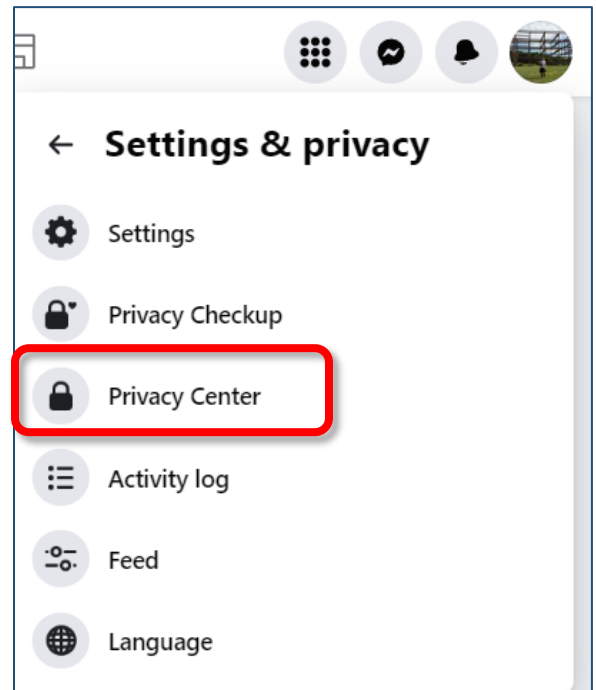 Settings & privacy
Settings
Privacy Checkup
Privacy Center
Activity log
Feed
Language